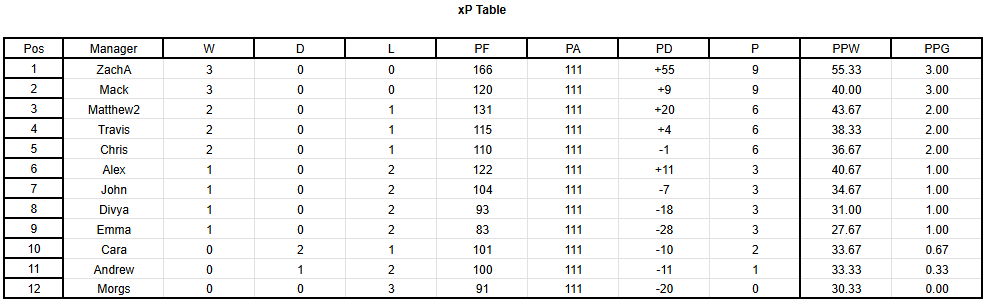 xP Table
Pos Manager W D L PF PA PD P PPW PPG
1 ZachA 3 0 0 166 111 +55 9 55.33 3.00
2 Mack 3 0 0 120 111 +9 9 40.00 3.00
3 Matthew2 2 0 1 131 111 +20 6 43.67 2.00
4 Travis 2 0 1 115 111 +4 6 38.33 2.00
5 Chris 2 0 1 110 111 -1 6 36.67 2.00
6 Alex 1 0 2 122 111 +11 3 40.67 1.00
7 John 1 0 2 104 111 -7 3 34.67 1.00
8 Divya 1 0 2 93 111 -18 3 31.00 1.00
9 Emma 1 0 2 83 111 -28 3 27.67 1.00
10 Cara 0 2 1 101 111 -10 2 33.67 0.67
11 Andrew 0 1 2 100 111 -11 1 33.33 0.33
12 Morgs 0 0 3 91 111 -20 0 30.33 0.00